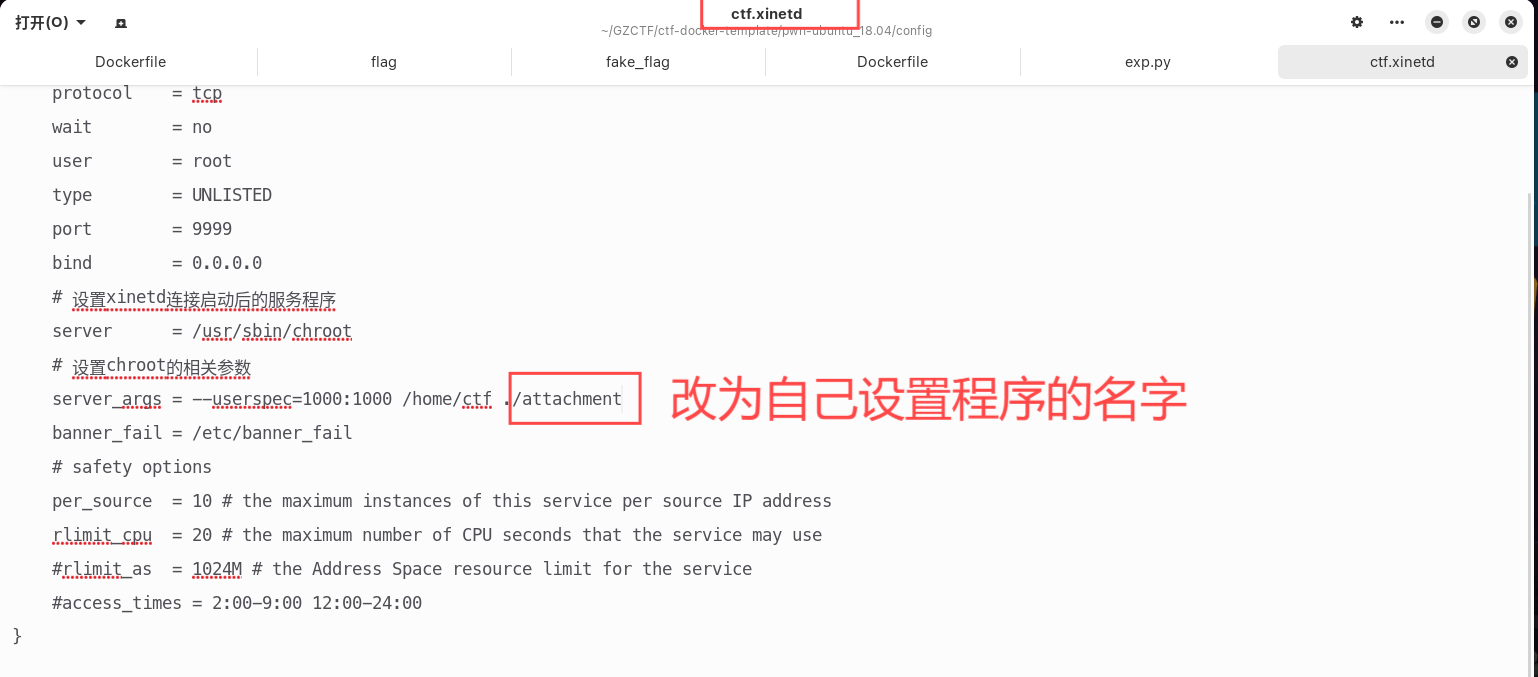 打开(O)
ctf.xinetd
~/GZCTF/ctf-docker-template/pwn-ubuntu_18.04/config
Dockerfile flag fake_flag Dockerfile exp.py ctf.xinetd
protocol = tcp
wait = no
user = root
type = UNLISTED
port = 9999
bind = 0.0.0.0
# 设置xinetd连接启动后的服务程序
server = /usr/sbin/chroot
# 设置chroot的相关参数
server_args = --userspec=1000:1000 /home/ctf ./attachment 改为自己设置程序的名字
banner_fail = /etc/banner_fail
# safety options
per_source = 10 # the maximum instances of this service per source IP address
rlimit_cpu = 20 # the maximum number of CPU seconds that the service may use
#rlimit_as = 1024M # the Address Space resource limit for the service
#access_times = 2:00-9:00 12:00-24:00
}